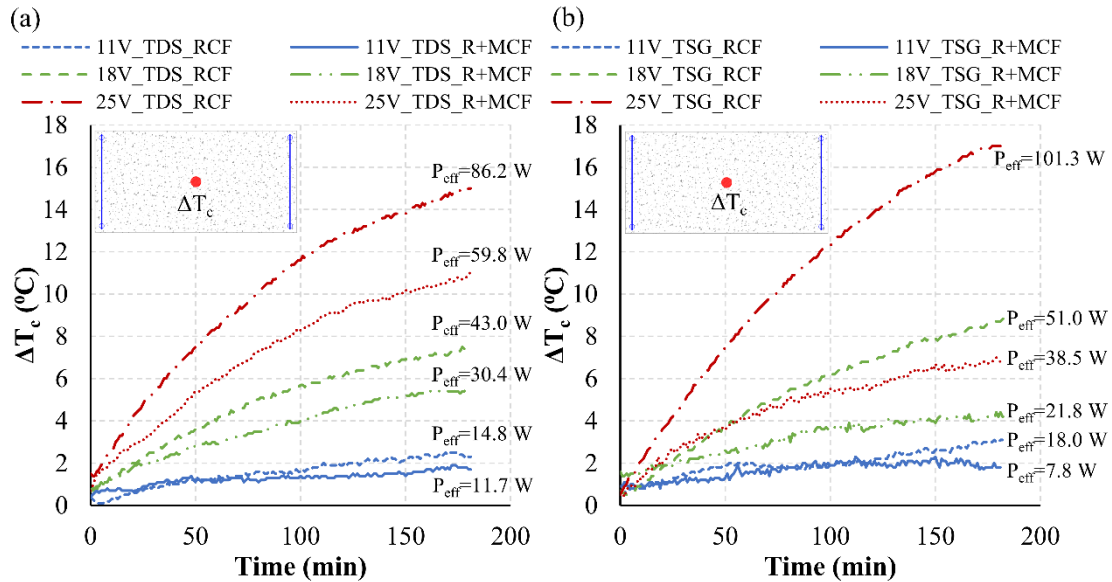 (a)
11V_TDS_RCF
11V_TDS_R+MCF
18V_TDS_RCF
18V_TDS_R+MCF
25V_TDS_RCF
25V_TDS_R+MCF
18
16
14
12
10
8
6
4
2
0
ΔTc (ºC)
ΔTc
Peff=86.2 W
Peff=59.8 W
Peff=43.0 W
Peff=30.4 W
Peff=14.8 W
Peff=11.7 W
0 50 100 150 200
Time (min)
(b)
11V_TSG_RCF
11V_TSG_R+MCF
18V_TSG_RCF
18V_TSG_R+MCF
25V_TSG_RCF
25V_TSG_R+MCF
18
16
14
12
10
8
6
4
2
0
ΔTc (ºC)
ΔTc
Peff=101.3 W
Peff=51.0 W
Peff=38.5 W
Peff=21.8 W
Peff=18.0 W
Peff=7.8 W
0 50 100 150 200
Time (min)